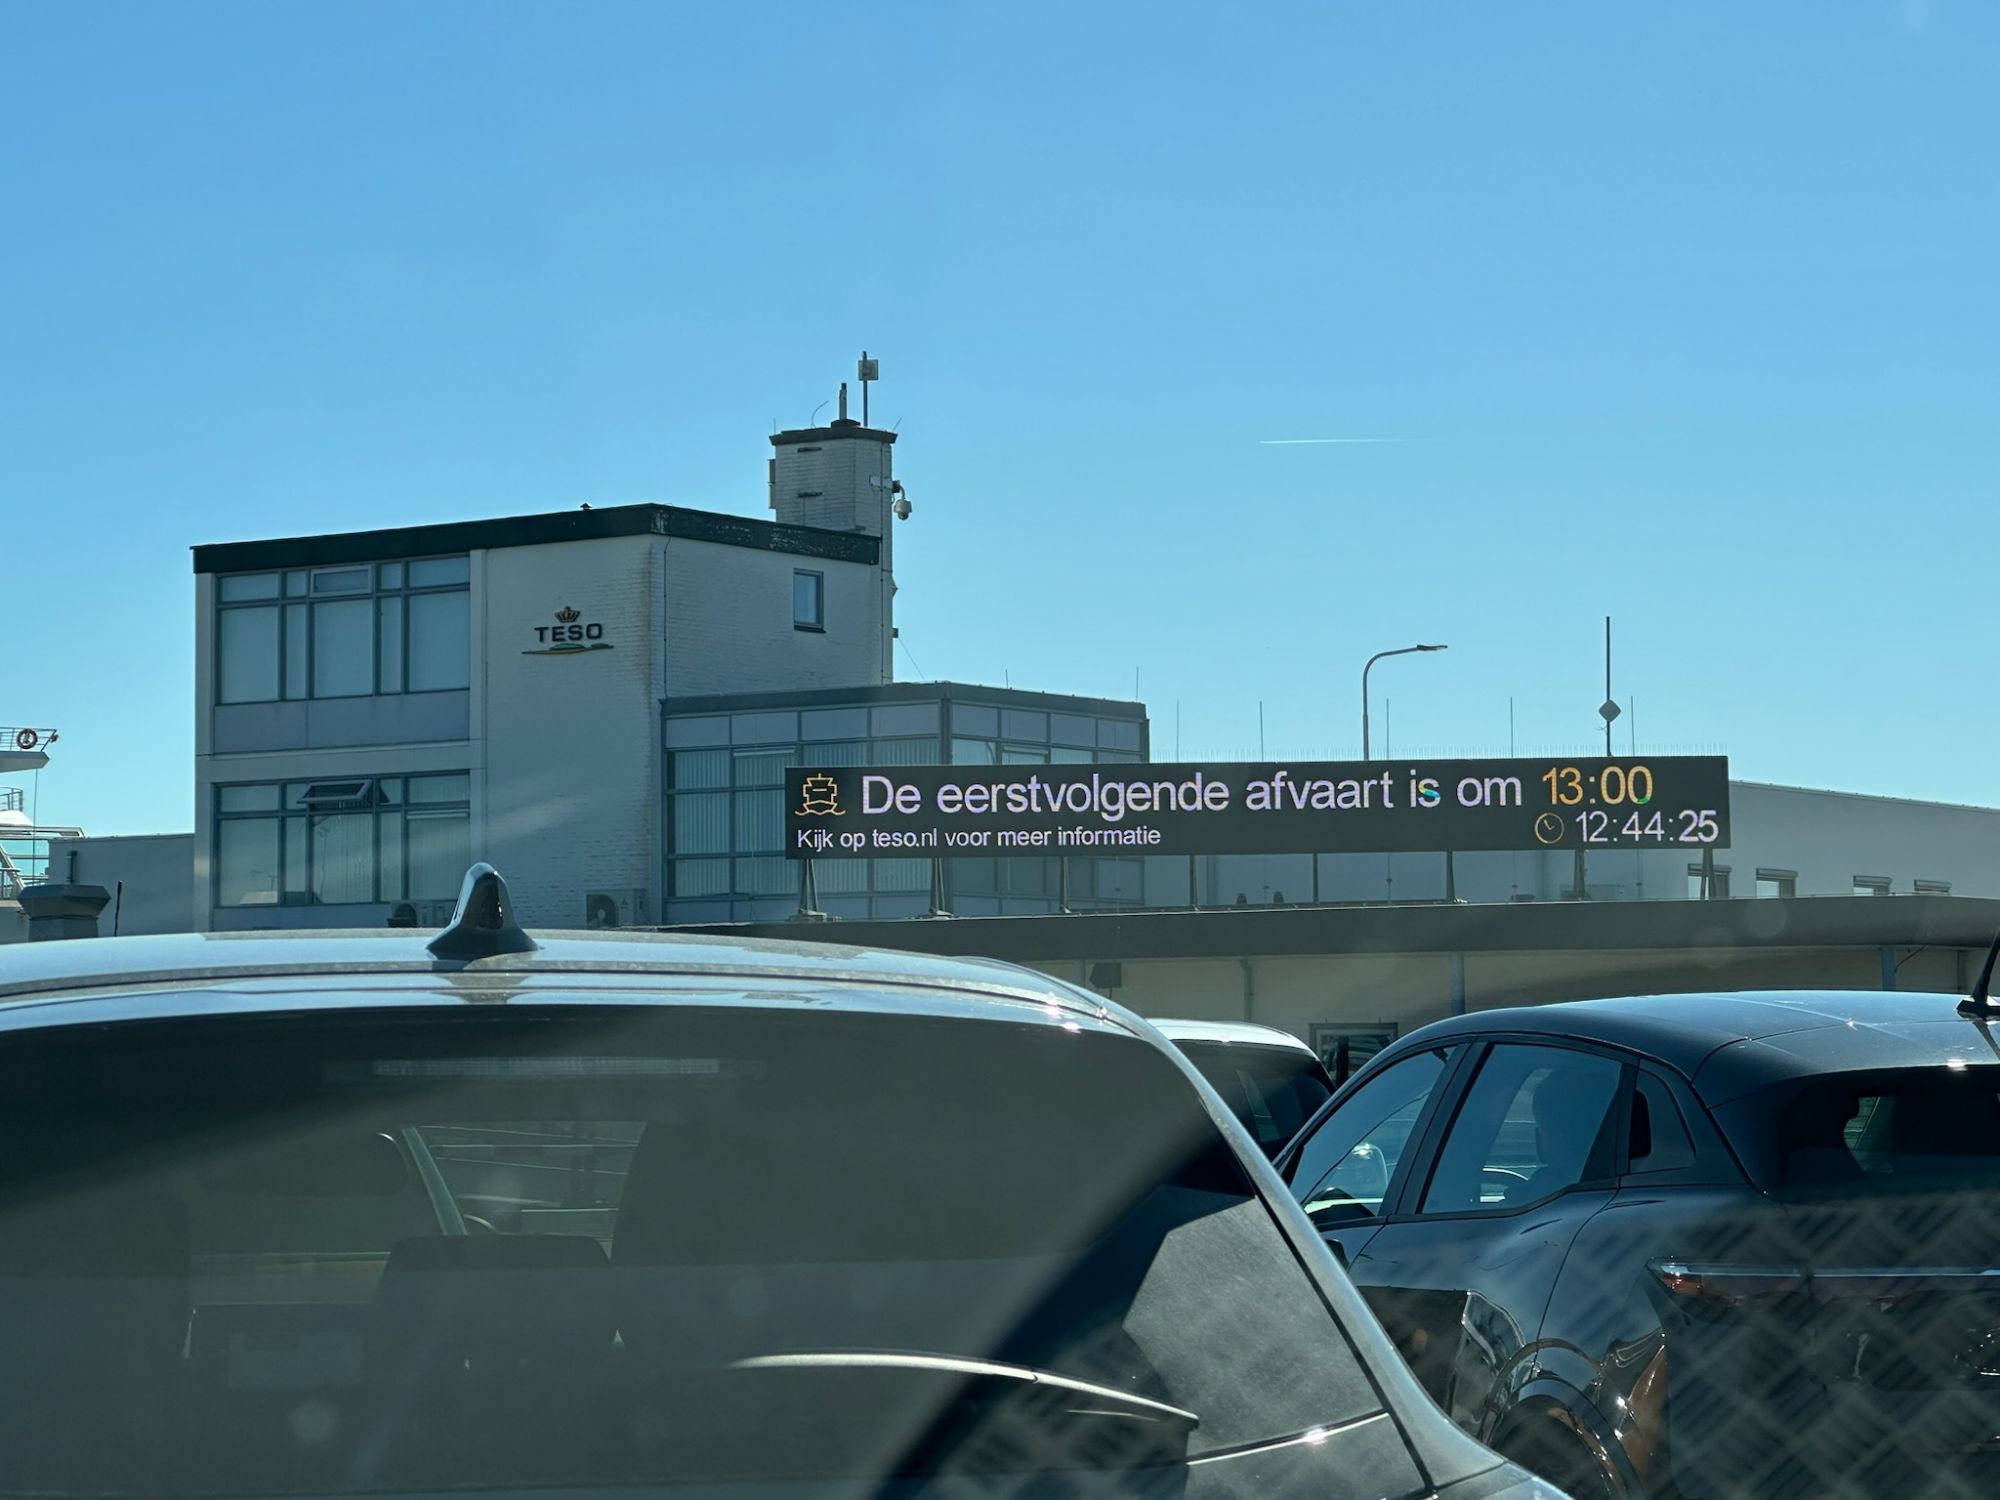 TESO
De eerstvolgende afvaart is om 13:00
Kijk op teso.nl voor meer informatie
12:44:25